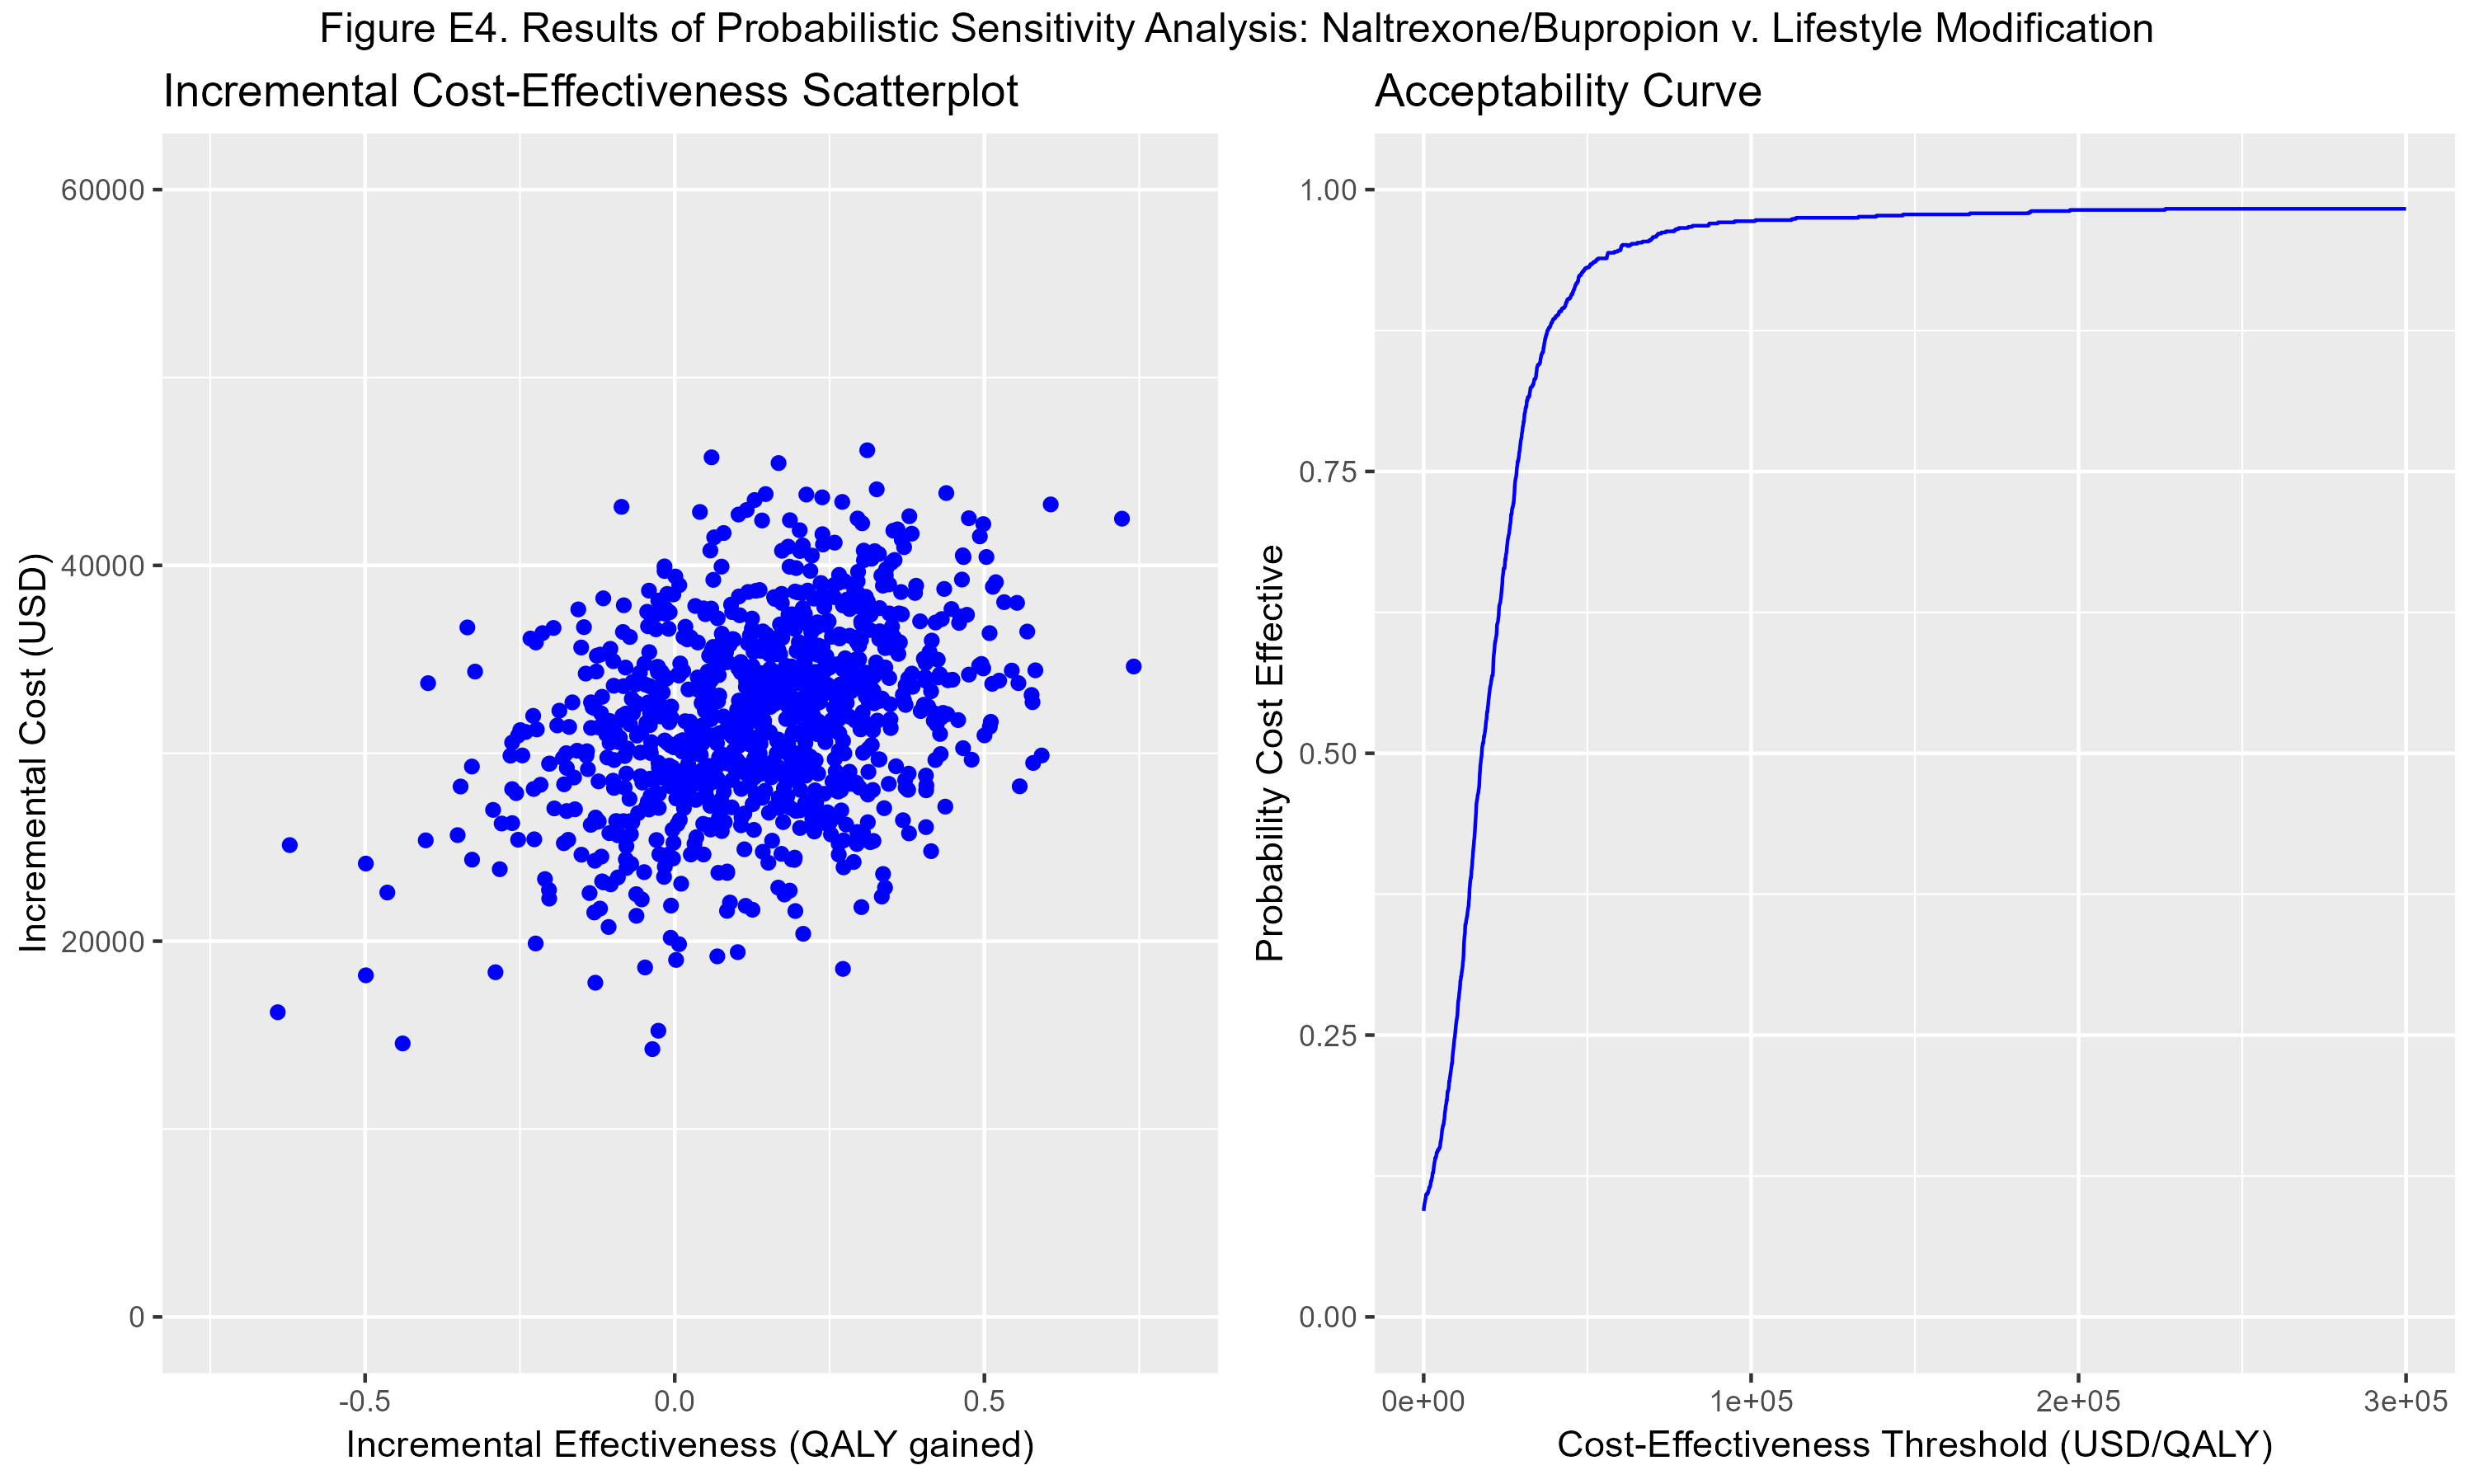 Figure E4. Results of Probabilistic Sensitivity Analysis: Naltrexone/Bupropion v. Lifestyle Modification
Incremental Cost-Effectiveness Scatterplot
Incremental Cost (USD)
60000
40000
20000
0
-0.5 0.0 0.5
Incremental Effectiveness (QALY gained)
Acceptability Curve
Probability Cost Effective
1.00
0.75
0.50
0.25
0.00
0e+00 1e+05 2e+05 3e+05
Cost-Effectiveness Threshold (USD/QALY)